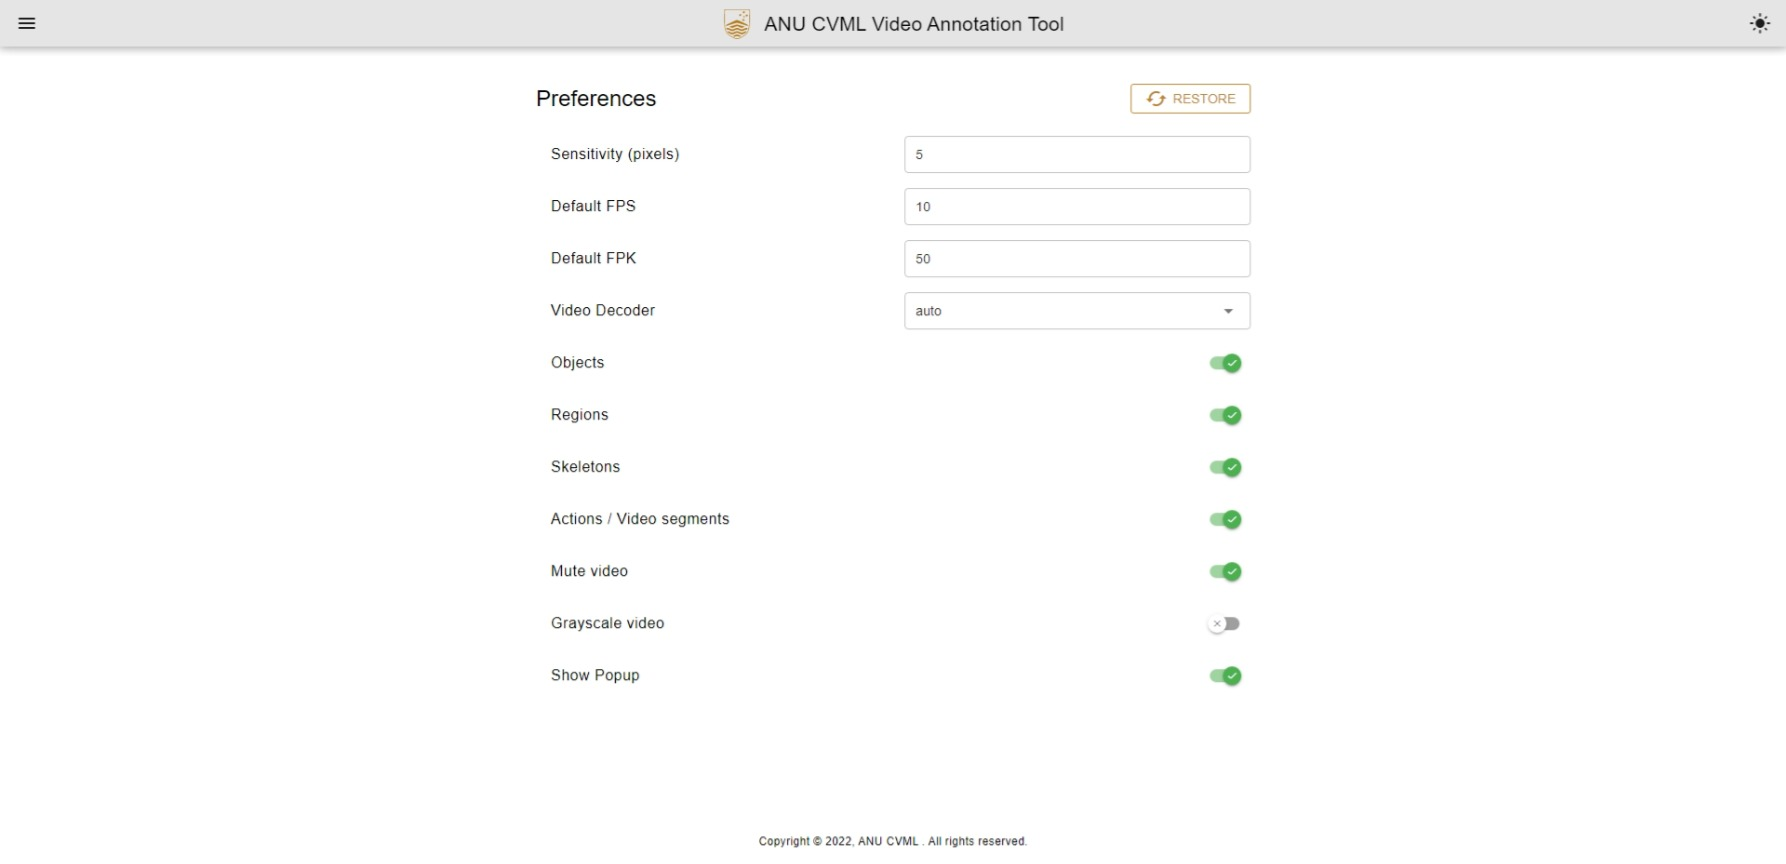 ANU CVML Video Annotation Tool
Preferences
RESTORE
Sensitivity (pixels)
5
Default FPS
10
Default FPK
50
Video Decoder
auto
Objects
Regions
Skeletons
Actions / Video segments
Mute video
Grayscale video
Show Popup
Copyright © 2022, ANU CVML . All rights reserved.